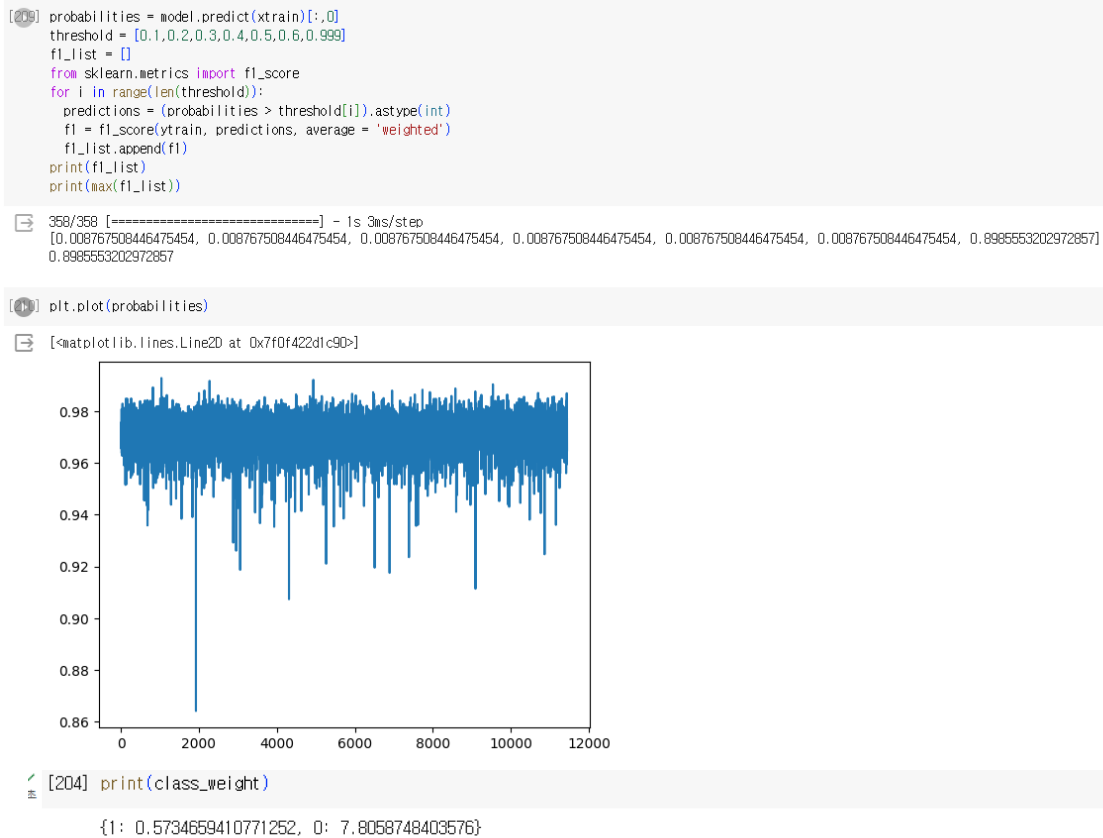 [209] probabilities = model.predict(xtrain)[:,0]
threshold = [0.1,0.2,0.3,0.4,0.5,0.6,0.999]
f1_list = []
from sklearn.metrics import f1_score
for i in range(len(threshold)):
  predictions = (probabilities > threshold[i]).astype(int)
  f1 = f1_score(ytrain, predictions, average = 'weighted')
  f1_list.append(f1)
print(f1_list)
print(max(f1_list))
358/358 [==============================] - 1s 3ms/step
[0.008767508446475454, 0.008767508446475454, 0.008767508446475454, 0.008767508446475454, 0.008767508446475454, 0.008767508446475454, 0.8985553202972857]
0.8985553202972857
plt.plot(probabilities)
[<matplotlib.lines.Line2D at 0x7f0f422d1c90>]
0.98
0.96
0.94
0.92
0.90
0.88
0.86
0 2000 4000 6000 8000 10000 12000
[204] print(class_weight)
초
{1: 0.5734659410771252, 0: 7.8058748403576}